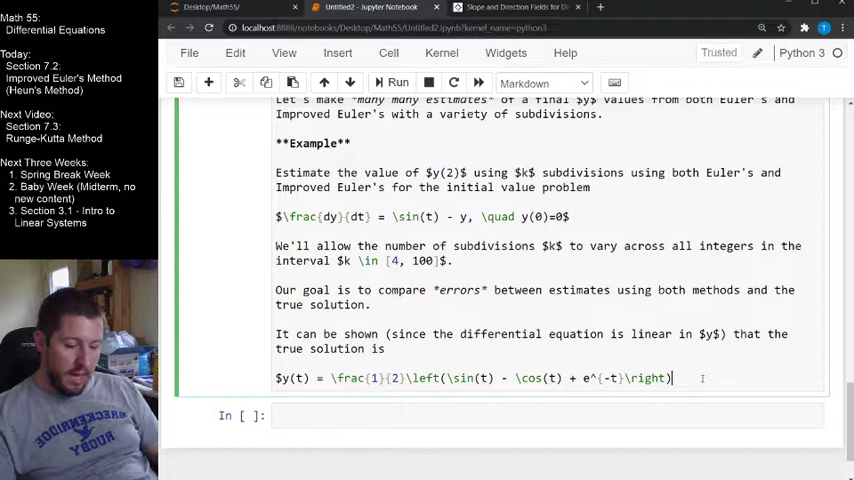 Math 55:
Differential Equations
Today:
Section 7.2:
Improved Euler's Method
(Heun's Method)
Next Video:
Section 7.3:
Runge-Kutta Method
Next Three Weeks:
1. Spring Break Week
2. Baby Week (Midterm, no
new content)
3. Section 3.1 - Intro to
Linear Systems
Desktop/Math55/
Untitled2 - Jupyter Notebook
Slope and Direction Fields for Di
localhost:8888/notebooks/Desktop/Math55/Untitled2.ipynb?kernel_name=python3
File Edit View Insert Cell Kernel Widgets Help Trusted Python 3
Run Markdown
Let's make *many many estimates* of a final $y$ values from both Euler's and
Improved Euler's with a variety of subdivisions.
**Example**
Estimate the value of $y(2)$ using $k$ subdivisions using both Euler's and
Improved Euler's for the initial value problem
$\frac{dy}{dt} = \sin(t) - y, \quad y(0)=0$
We'll allow the number of subdivisions $k$ to vary across all integers in the
interval $k \in [4, 100]$.
Our goal is to compare *errors* between estimates using both methods and the
true solution.
It can be shown (since the differential equation is linear in $y$) that the
true solution is
$y(t) = \frac{1}{2}\left(\sin(t) - \cos(t) + e^{-t}\right)
In [ ]:
BRECKENRIDGE
RUGBY